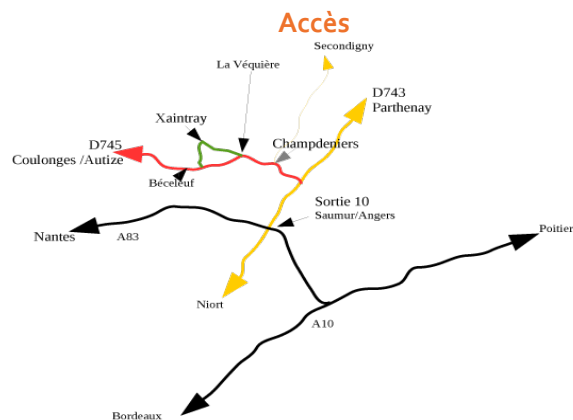 Accès
Secondigny
La Véquière
D743
Parthenay
Xaintray
Champdeniers
D745
Coulonges /Autize
Béceleuf
Sortie 10
Saumur/Angers
Nantes
A83
Poitier
Niort
A10
Bordeaux